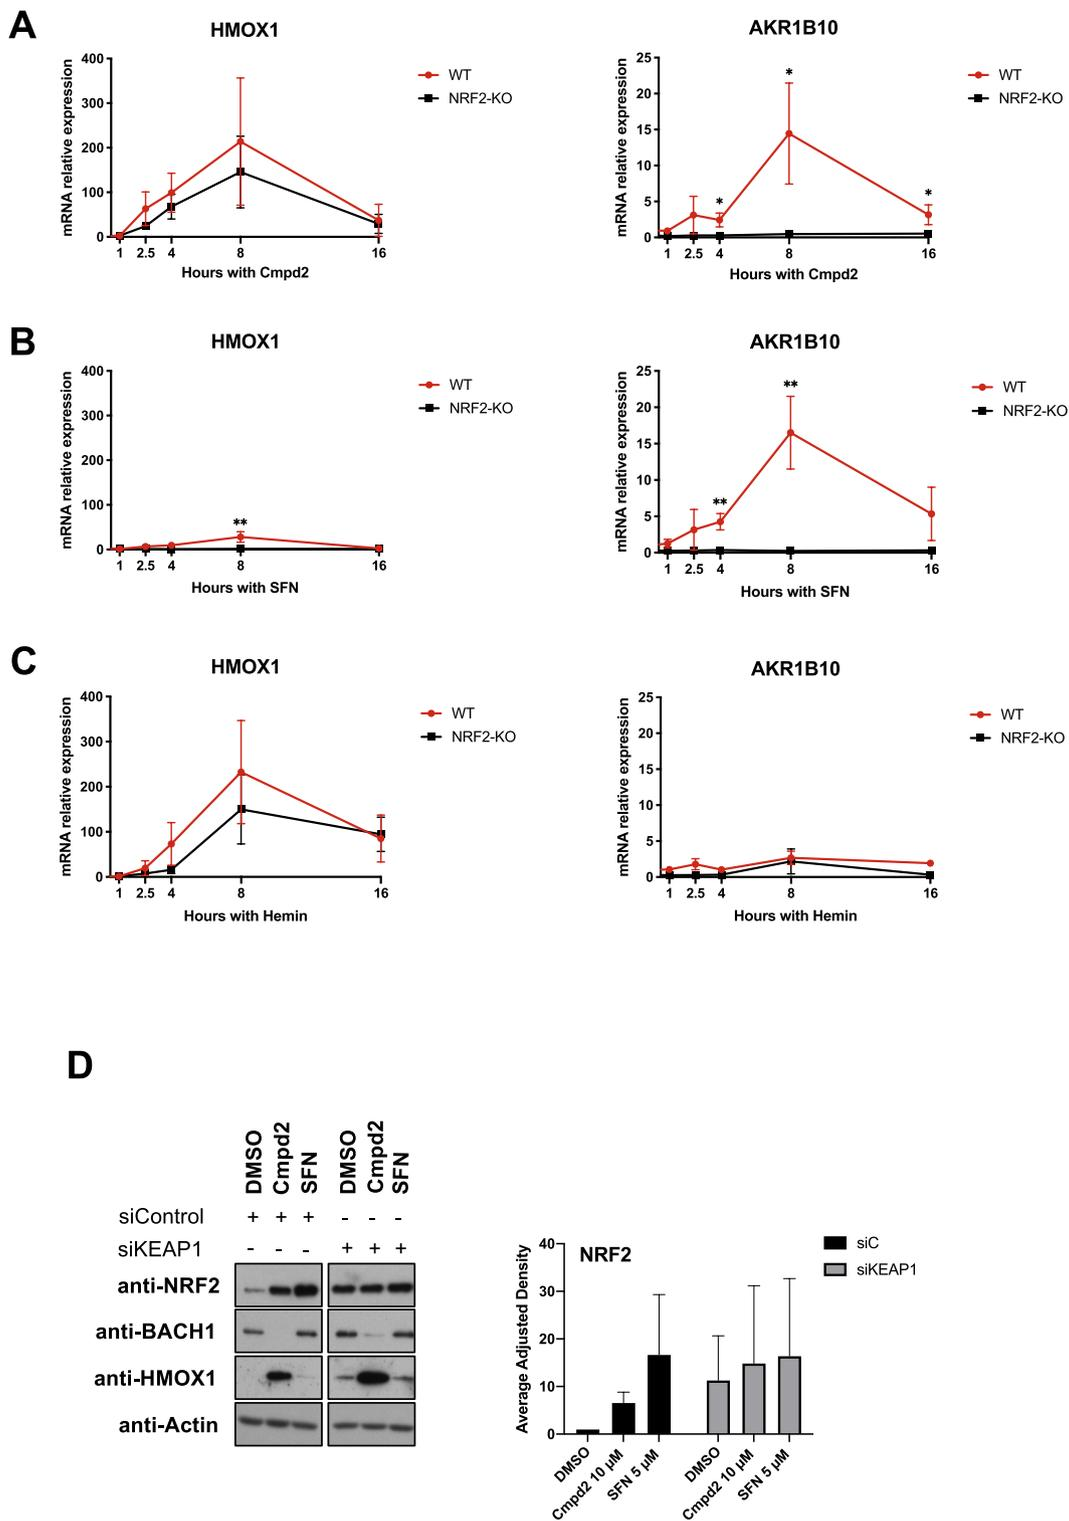 A
HMOX1
mRNA relative expression
400
300
200
100
0
1 2.5 4 8 16
Hours with Cmpd2
WT
NRF2-KO
AKR1B10
mRNA relative expression
25
20
15
10
5
0
* * *
1 2.5 4 8 16
Hours with Cmpd2
WT
NRF2-KO
B
HMOX1
mRNA relative expression
400
300
200
100
0
**
1 2.5 4 8 16
Hours with SFN
WT
NRF2-KO
AKR1B10
mRNA relative expression
25
20
15
10
5
0
** **
1 2.5 4 8 16
Hours with SFN
WT
NRF2-KO
C
HMOX1
mRNA relative expression
400
300
200
100
0
1 2.5 4 8 16
Hours with Hemin
WT
NRF2-KO
AKR1B10
mRNA relative expression
25
20
15
10
5
0
1 2.5 4 8 16
Hours with Hemin
WT
NRF2-KO
D
DMSO Cmpd2 SFN DMSO Cmpd2 SFN
siControl + + + - - -
siKEAP1 - - - + + +
anti-NRF2
anti-BACH1
anti-HMOX1
anti-Actin
NRF2
Average Adjusted Density
40
30
20
10
0
DMSO Cmpd2 10 µM SFN 5 µM DMSO Cmpd2 10 µM SFN 5 µM
siC
siKEAP1